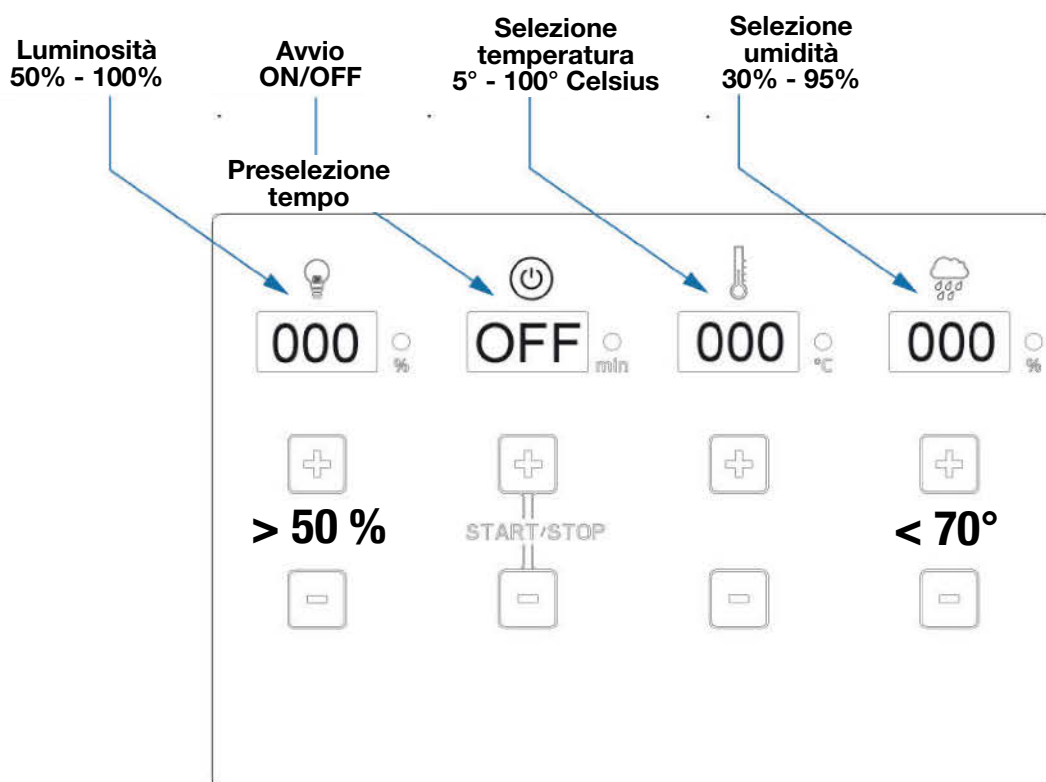 Luminosità
50% - 100%
Avvio
ON/OFF
Selezione
temperatura
5° - 100° Celsius
Selezione
umidità
30% - 95%
Preselezione
tempo
000 %
OFF min
000 °C
000 %
> 50 %
START/STOP
< 70°